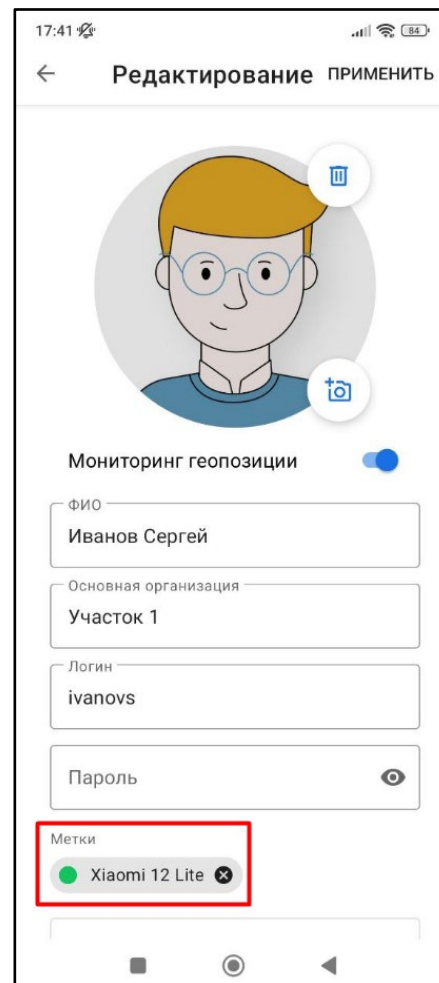 17:41 84
Редактирование ПРИМЕНИТЬ
Мониторинг геопозиции
ФИО
Иванов Сергей
Основная организация
Участок 1
Логин
ivanovs
Пароль
Метки
Xiaomi 12 Lite